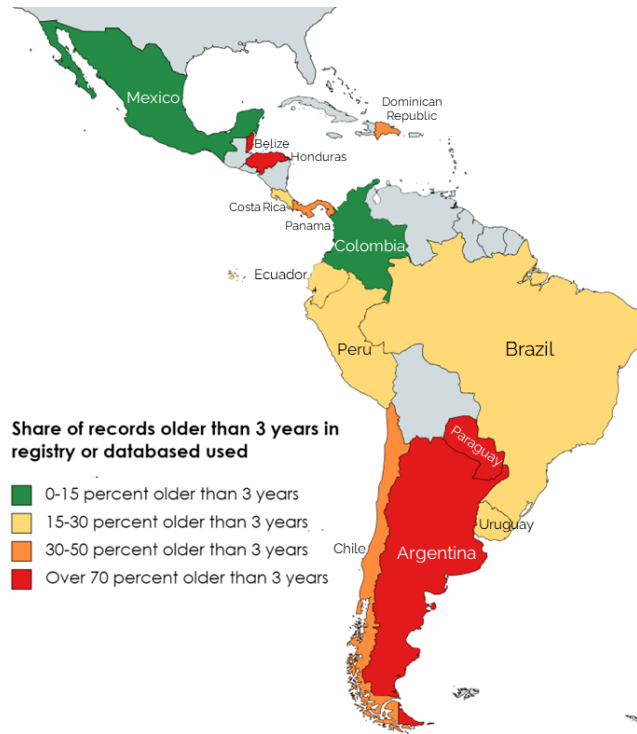 Mexico
Dominican
Republic
Belize
Honduras
Costa Rica
Panama
Colombia
Ecuador
Peru
Brazil
Share of records older than 3 years in
registry or databased used
0-15 percent older than 3 years
15-30 percent older than 3 years
30-50 percent older than 3 years
Over 70 percent older than 3 years
Paraguay
Uruguay
Chile
Argentina